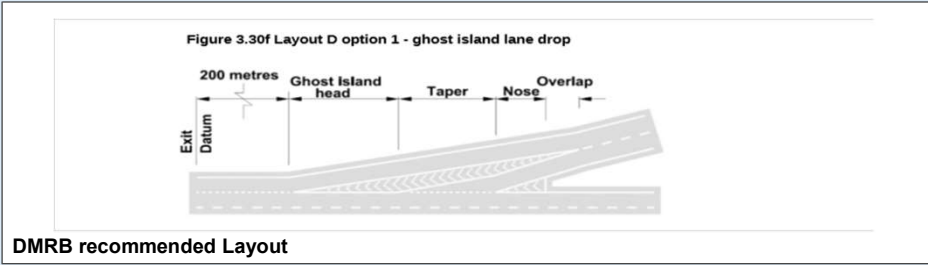 Figure 3.30f Layout D option 1 - ghost island lane drop
200 metres
Ghost Island
head
Taper
Nose
Overlap
Exit
Datum
DMRB recommended Layout